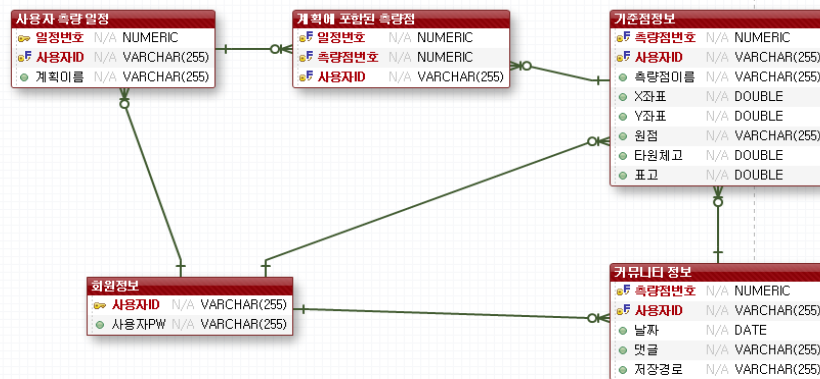 사용자 측량 일정
일정번호 N/A NUMERIC
사용자ID N/A VARCHAR(255)
계획이름 N/A VARCHAR(255)
계획에 포함된 측량점
일정번호 N/A NUMERIC
측량점번호 N/A NUMERIC
사용자ID N/A VARCHAR(255)
기준점정보
측량점번호 N/A NUMERIC
사용자ID N/A VARCHAR(255)
측량점이름 N/A VARCHAR(255)
X좌표 N/A DOUBLE
Y좌표 N/A DOUBLE
원점 N/A VARCHAR(255)
타원체고 N/A DOUBLE
표고 N/A DOUBLE
회원정보
사용자ID N/A VARCHAR(255)
사용자PW N/A VARCHAR(255)
커뮤니티 정보
측량점번호 N/A NUMERIC
사용자ID N/A VARCHAR(255)
날짜 N/A DATE
댓글 N/A VARCHAR(255)
저장경로 N/A VARCHAR(255)